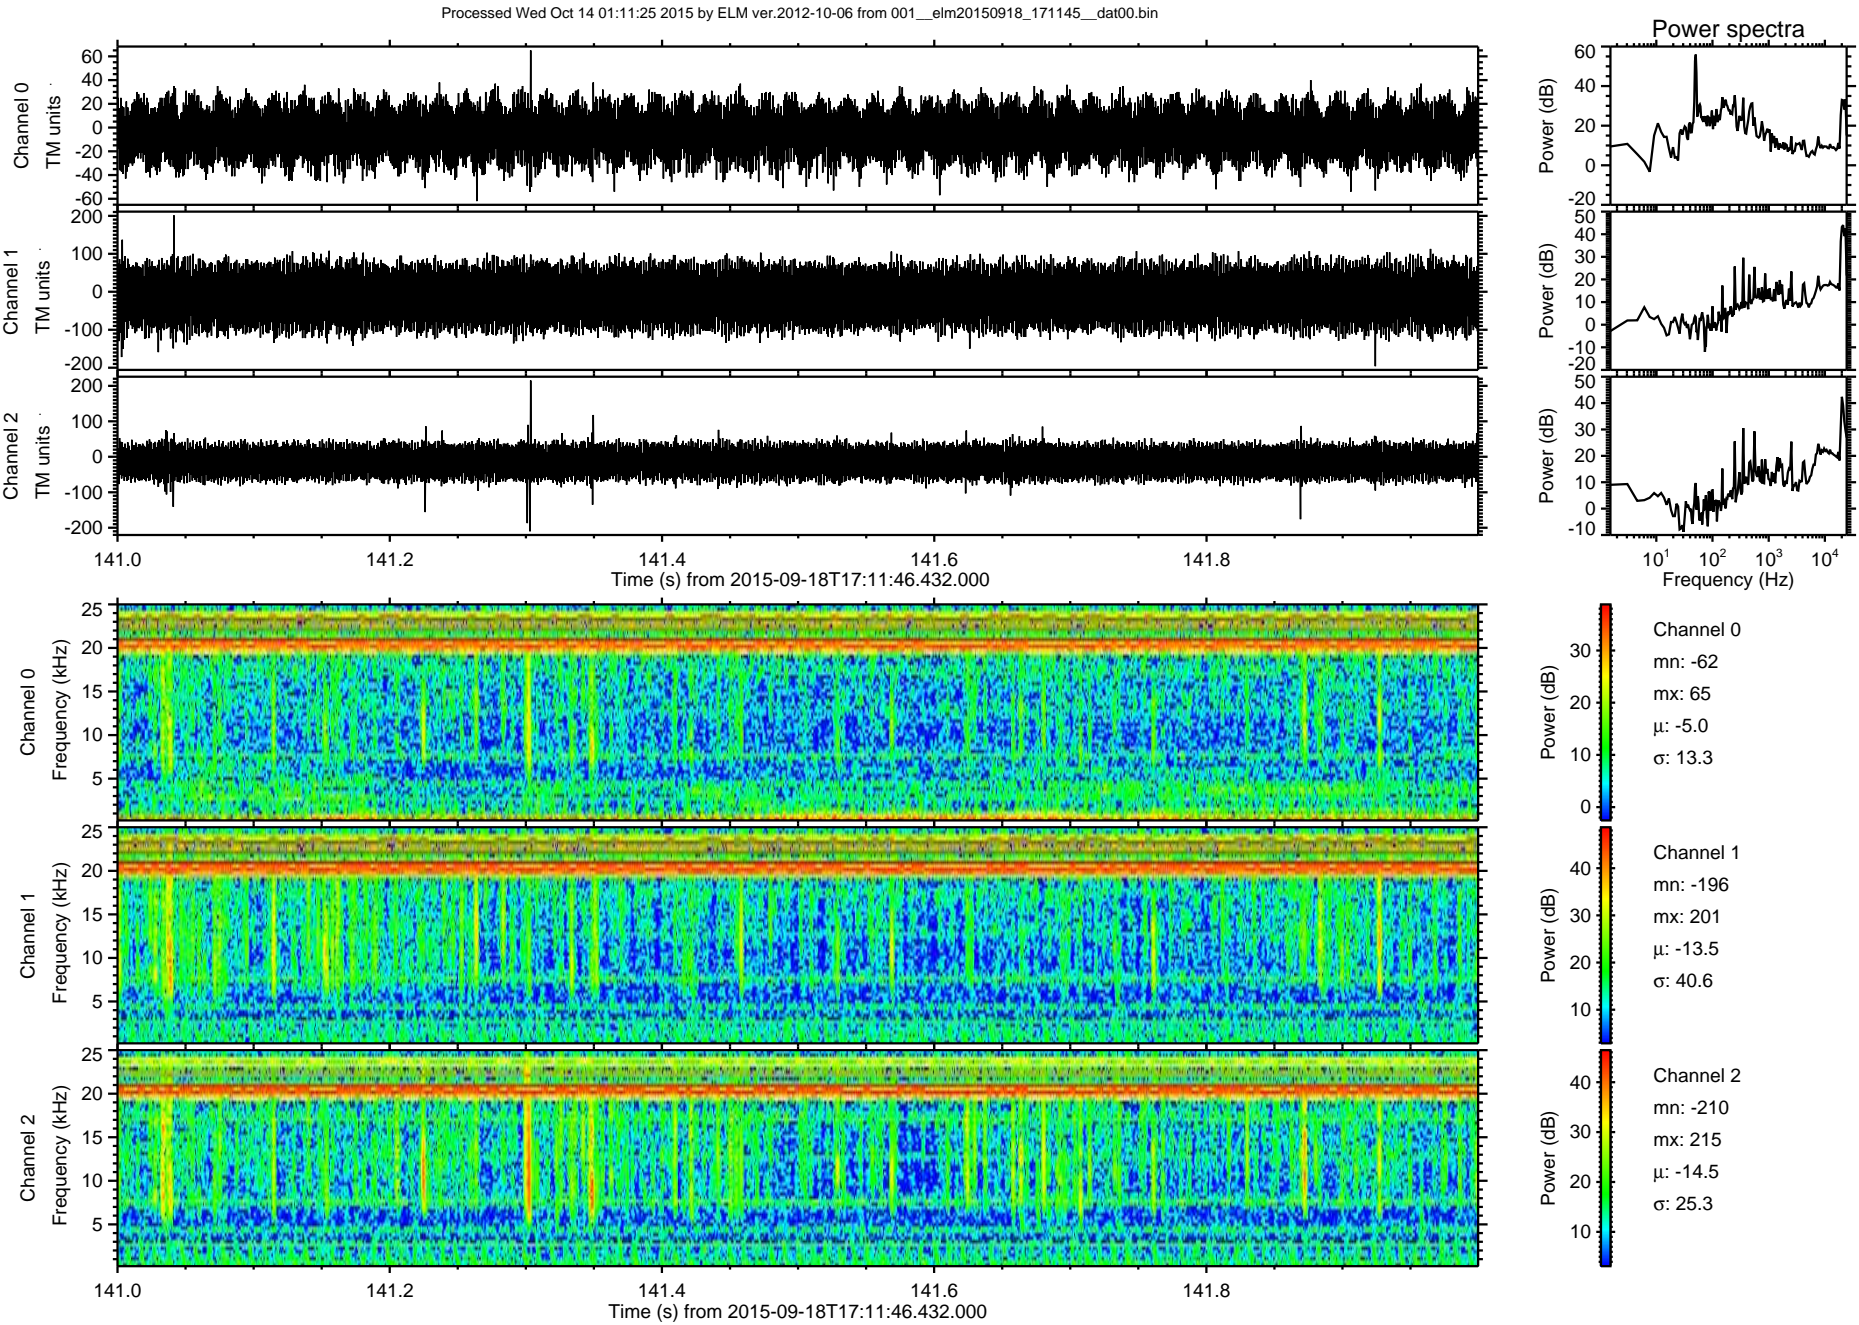 Processed Wed Oct 14 01:11:25 2015 by ELM ver.2012-10-06 from 001__elm20150918_171145__dat00.bin
Power spectra
Channel 0
TM units
60
40
20
0
-20
-40
-60
Power (dB)
60
40
20
0
-20
Channel 1
TM units
200
100
0
-100
-200
Power (dB)
50
40
30
20
10
0
-10
-20
Channel 2
TM units
200
100
0
-100
-200
Power (dB)
50
40
30
20
10
0
-10
141.0 141.2 141.4 141.6 141.8
Time (s) from 2015-09-18T17:11:46.432.000
10¹ 10² 10³ 10⁴
Frequency (Hz)
Channel 0
Frequency (kHz)
25
20
15
10
5
Power (dB)
30
20
10
0
Channel 0
mn: -62
mx: 65
µ: -5.0
σ: 13.3
Channel 1
Frequency (kHz)
25
20
15
10
5
Power (dB)
40
30
20
10
Channel 1
mn: -196
mx: 201
µ: -13.5
σ: 40.6
Channel 2
Frequency (kHz)
25
20
15
10
5
Power (dB)
40
30
20
10
Channel 2
mn: -210
mx: 215
µ: -14.5
σ: 25.3
141.0 141.2 141.4 141.6 141.8
Time (s) from 2015-09-18T17:11:46.432.000